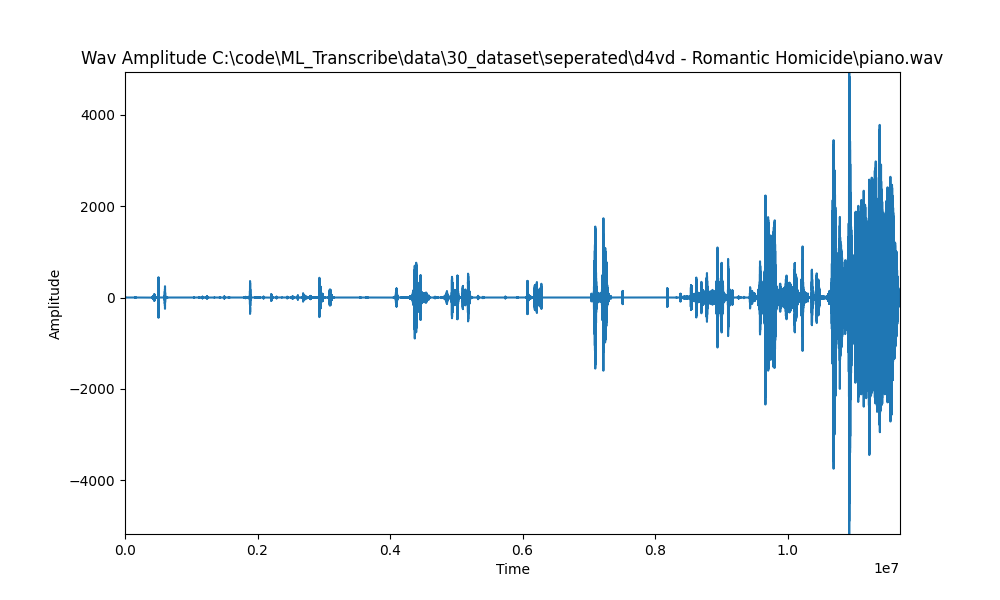 Wav Amplitude C:\code\ML_Transcribe\data\30_dataset\seperated\d4vd - Romantic Homicide\piano.wav
4000
2000
0
−2000
−4000
Amplitude
0.0 0.2 0.4 0.6 0.8 1.0
1e7
Time